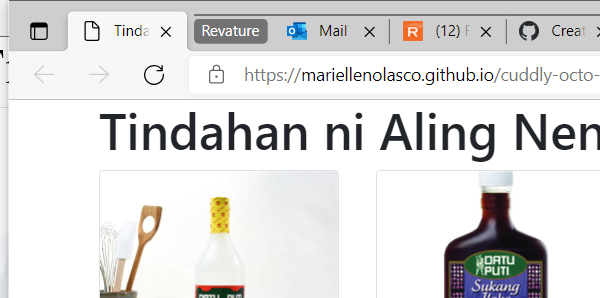 Tinda
Revature
Mail
(12) F
Creat
https://mariellenolasco.github.io/cuddly-octo-
Tindahan ni Aling Nen
DATU
PUTI
Sukang
DATU PUTI